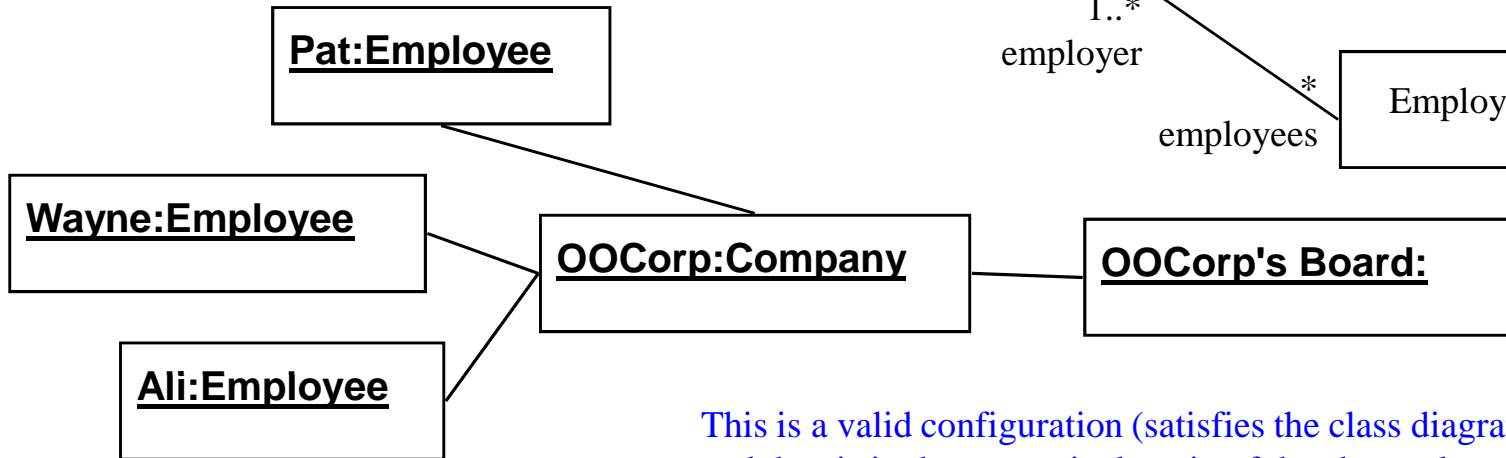 Pat:Employee
1..*
employer
*
employees
Employ
Wayne:Employee
OOCorp:Company
OOCorp's Board:
Ali:Employee
This is a valid configuration (satisfies the class diagra